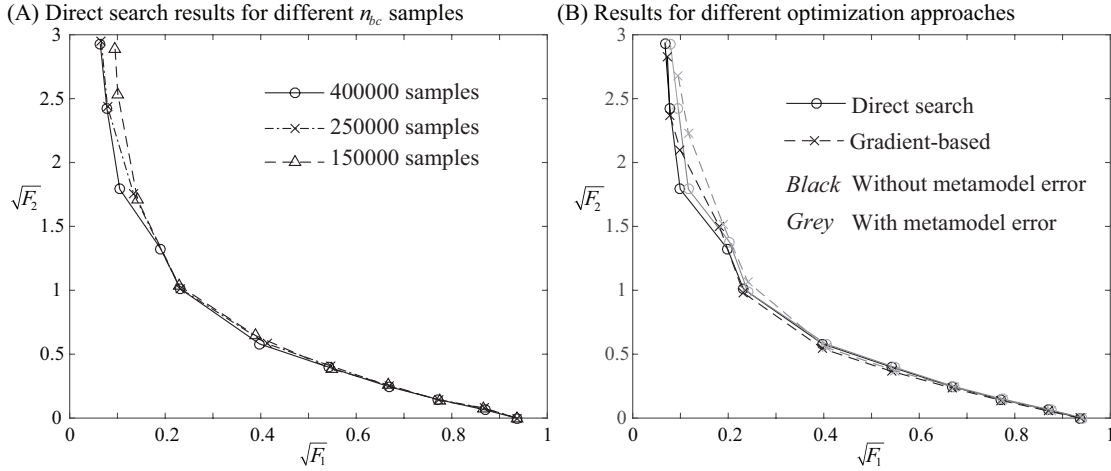 (A) Direct search results for different n_bc samples
3
2.5
2
1.5
1
0.5
0
√F₂
400000 samples
250000 samples
150000 samples
0
0.2
0.4
0.6
0.8
1
√F₁
(B) Results for different optimization approaches
3
2.5
2
1.5
1
0.5
0
√F₂
Direct search
Gradient-based
Black Without metamodel error
Grey With metamodel error
0
0.2
0.4
0.6
0.8
1
√F₁